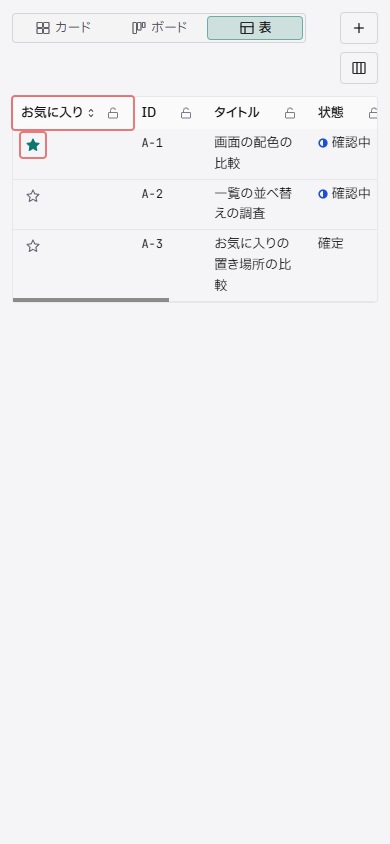 カード ボード 表
お気に入り ID タイトル 状態
A-1 画面の配色の 確認中
比較
A-2 一覧の並べ替 確認中
えの調査
A-3 お気に入りの 確定
置き場所の比
較